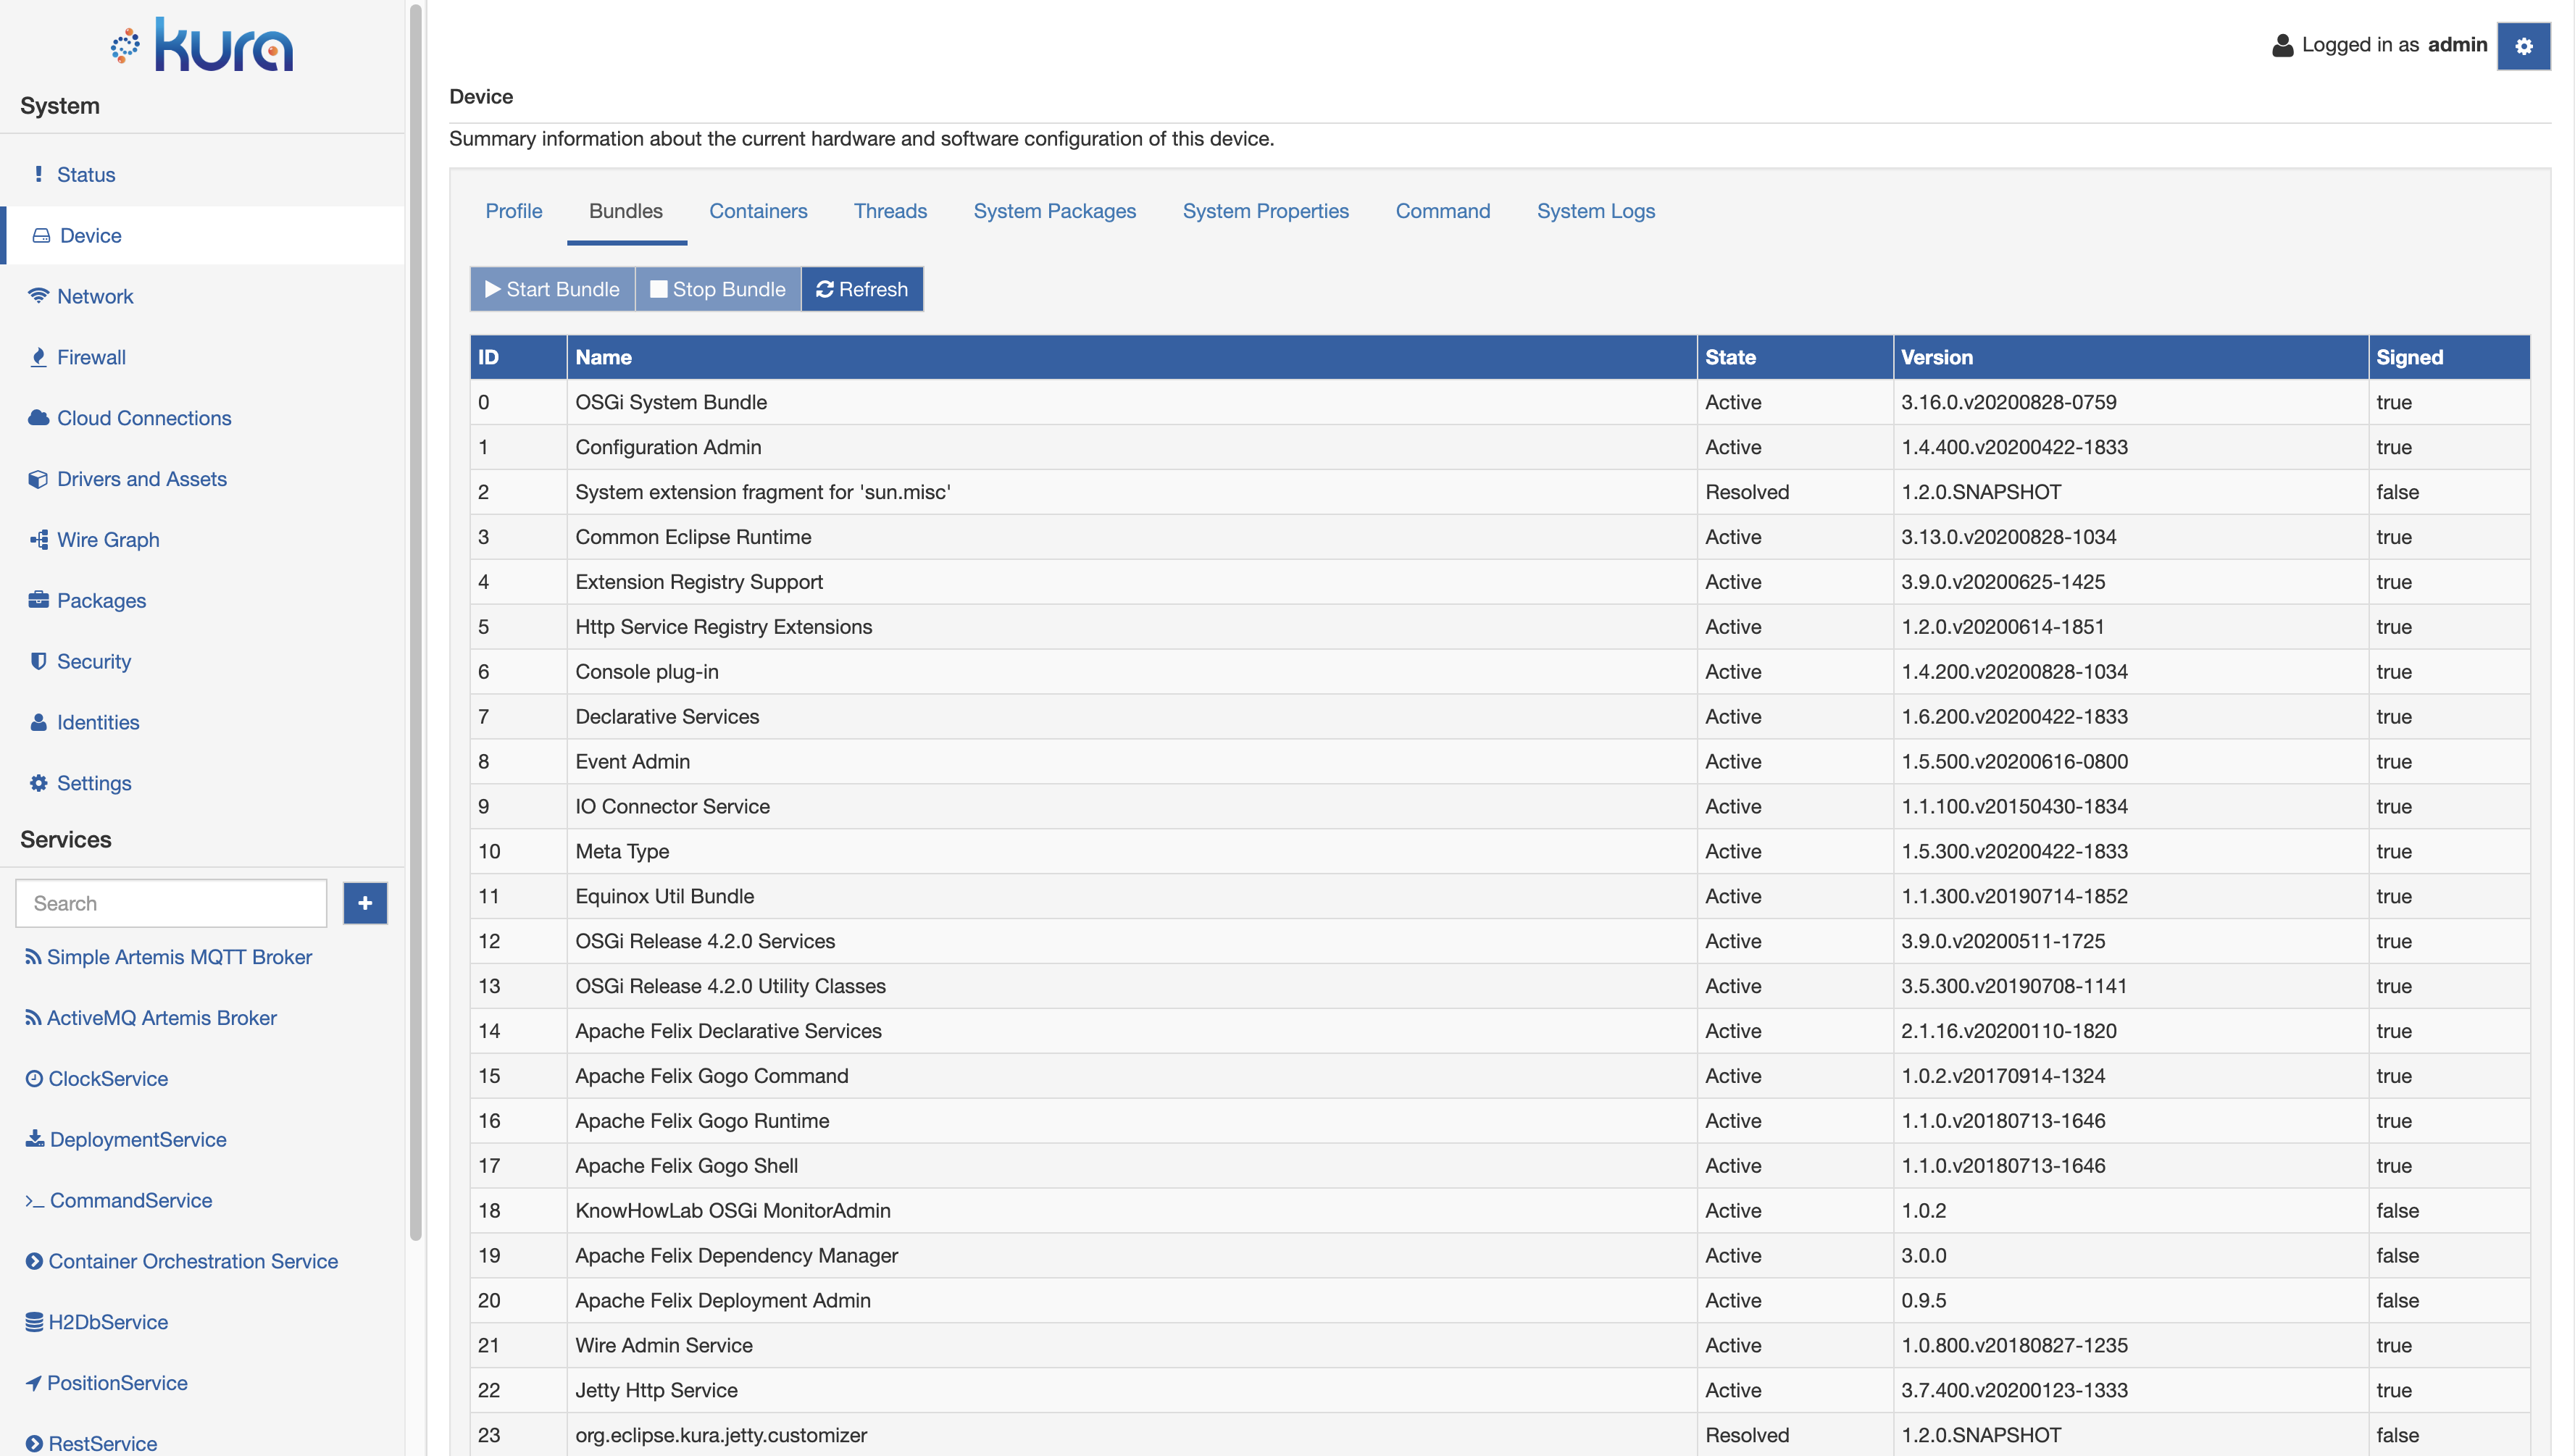 kura
System
Status
Device
Network
Firewall
Cloud Connections
Drivers and Assets
Wire Graph
Packages
Security
Identities
Settings
Services
Search
Simple Artemis MQTT Broker
ActiveMQ Artemis Broker
ClockService
DeploymentService
CommandService
Container Orchestration Service
H2DbService
PositionService
RestService
Logged in as admin
Device
Summary information about the current hardware and software configuration of this device.
Profile Bundles Containers Threads System Packages System Properties Command System Logs
Start Bundle Stop Bundle Refresh
ID Name State Version Signed
0 OSGi System Bundle Active 3.16.0.v20200828-0759 true
1 Configuration Admin Active 1.4.400.v20200422-1833 true
2 System extension fragment for 'sun.misc' Resolved 1.2.0.SNAPSHOT false
3 Common Eclipse Runtime Active 3.13.0.v20200828-1034 true
4 Extension Registry Support Active 3.9.0.v20200625-1425 true
5 Http Service Registry Extensions Active 1.2.0.v20200614-1851 true
6 Console plug-in Active 1.4.200.v20200828-1034 true
7 Declarative Services Active 1.6.200.v20200422-1833 true
8 Event Admin Active 1.5.500.v20200616-0800 true
9 IO Connector Service Active 1.1.100.v20150430-1834 true
10 Meta Type Active 1.5.300.v20200422-1833 true
11 Equinox Util Bundle Active 1.1.300.v20190714-1852 true
12 OSGi Release 4.2.0 Services Active 3.9.0.v20200511-1725 true
13 OSGi Release 4.2.0 Utility Classes Active 3.5.300.v20190708-1141 true
14 Apache Felix Declarative Services Active 2.1.16.v20200110-1820 true
15 Apache Felix Gogo Command Active 1.0.2.v20170914-1324 true
16 Apache Felix Gogo Runtime Active 1.1.0.v20180713-1646 true
17 Apache Felix Gogo Shell Active 1.1.0.v20180713-1646 true
18 KnowHowLab OSGi MonitorAdmin Active 1.0.2 false
19 Apache Felix Dependency Manager Active 3.0.0 false
20 Apache Felix Deployment Admin Active 0.9.5 false
21 Wire Admin Service Active 1.0.800.v20180827-1235 true
22 Jetty Http Service Active 3.7.400.v20200123-1333 true
23 org.eclipse.kura.jetty.customizer Resolved 1.2.0.SNAPSHOT false